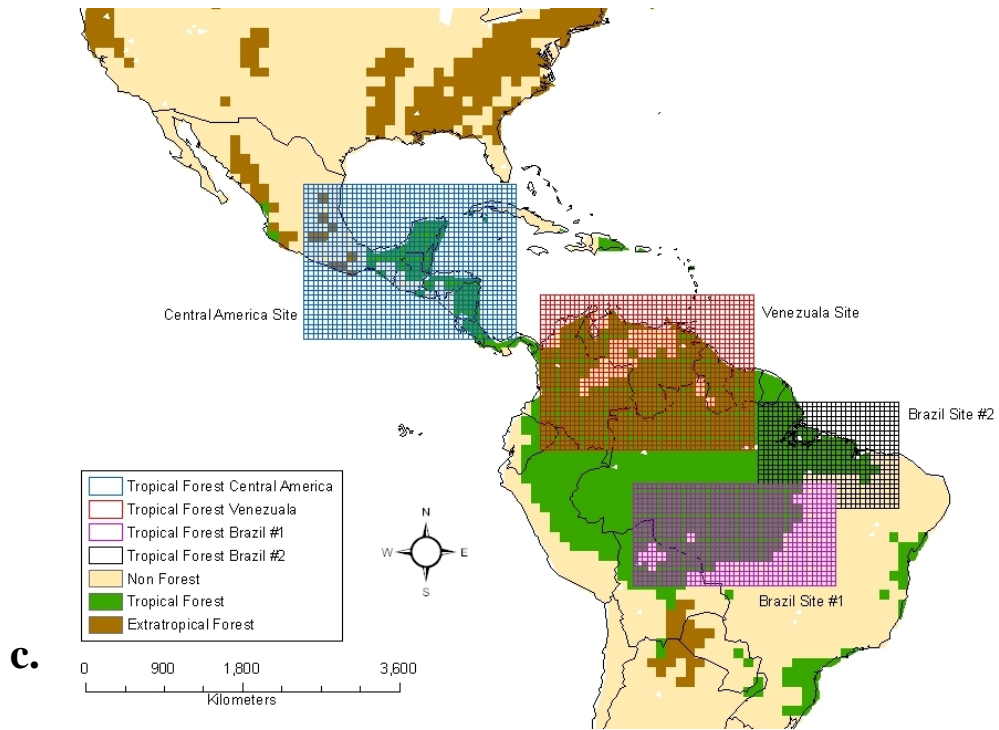 Central America Site
Venezuala Site
Brazil Site #2
Tropical Forest Central America
Tropical Forest Venezuala
Tropical Forest Brazil #1
Tropical Forest Brazil #2
Non Forest
Tropical Forest
Extratropical Forest
N
W
E
S
Brazil Site #1
c.
0 900 1,800 3,600
Kilometers